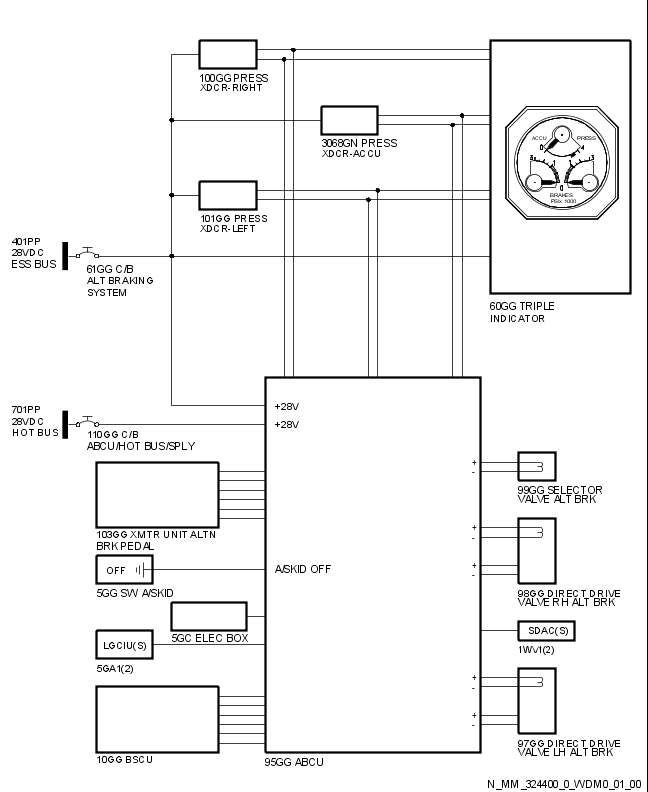 100GG PRESS
XDCR-RIGHT
3068GN PRESS
XDCR-ACCU
ACCU
PRESS
0
4
3
1
1
3
0
BRAKES
PSIx 1000
101GG PRESS
XDCR-LEFT
401PP
28VDC
ESS BUS
61GG C/B
ALT BRAKING
SYSTEM
60GG TRIPLE
INDICATOR
701PP
28VDC
HOT BUS
110GG C/B
ABCU/HOT BUS/SPLY
+28V
+28V
+
-
99GG SELECTOR
VALVE ALT BRK
103GG XMTR UNIT ALTN
BRK PEDAL
+
-
+
-
98GG DIRECT DRIVE
VALVE RH ALT BRK
OFF
A/SKID OFF
5GG SW A/SKID
5GC ELEC BOX
SDAC(S)
1WV1(2)
LGCIU(S)
5GA1(2)
+
-
+
-
97GG DIRECT DRIVE
VALVE LH ALT BRK
10GG BSCU
95GG ABCU
N_MM_324400_0_WDM0_01_00